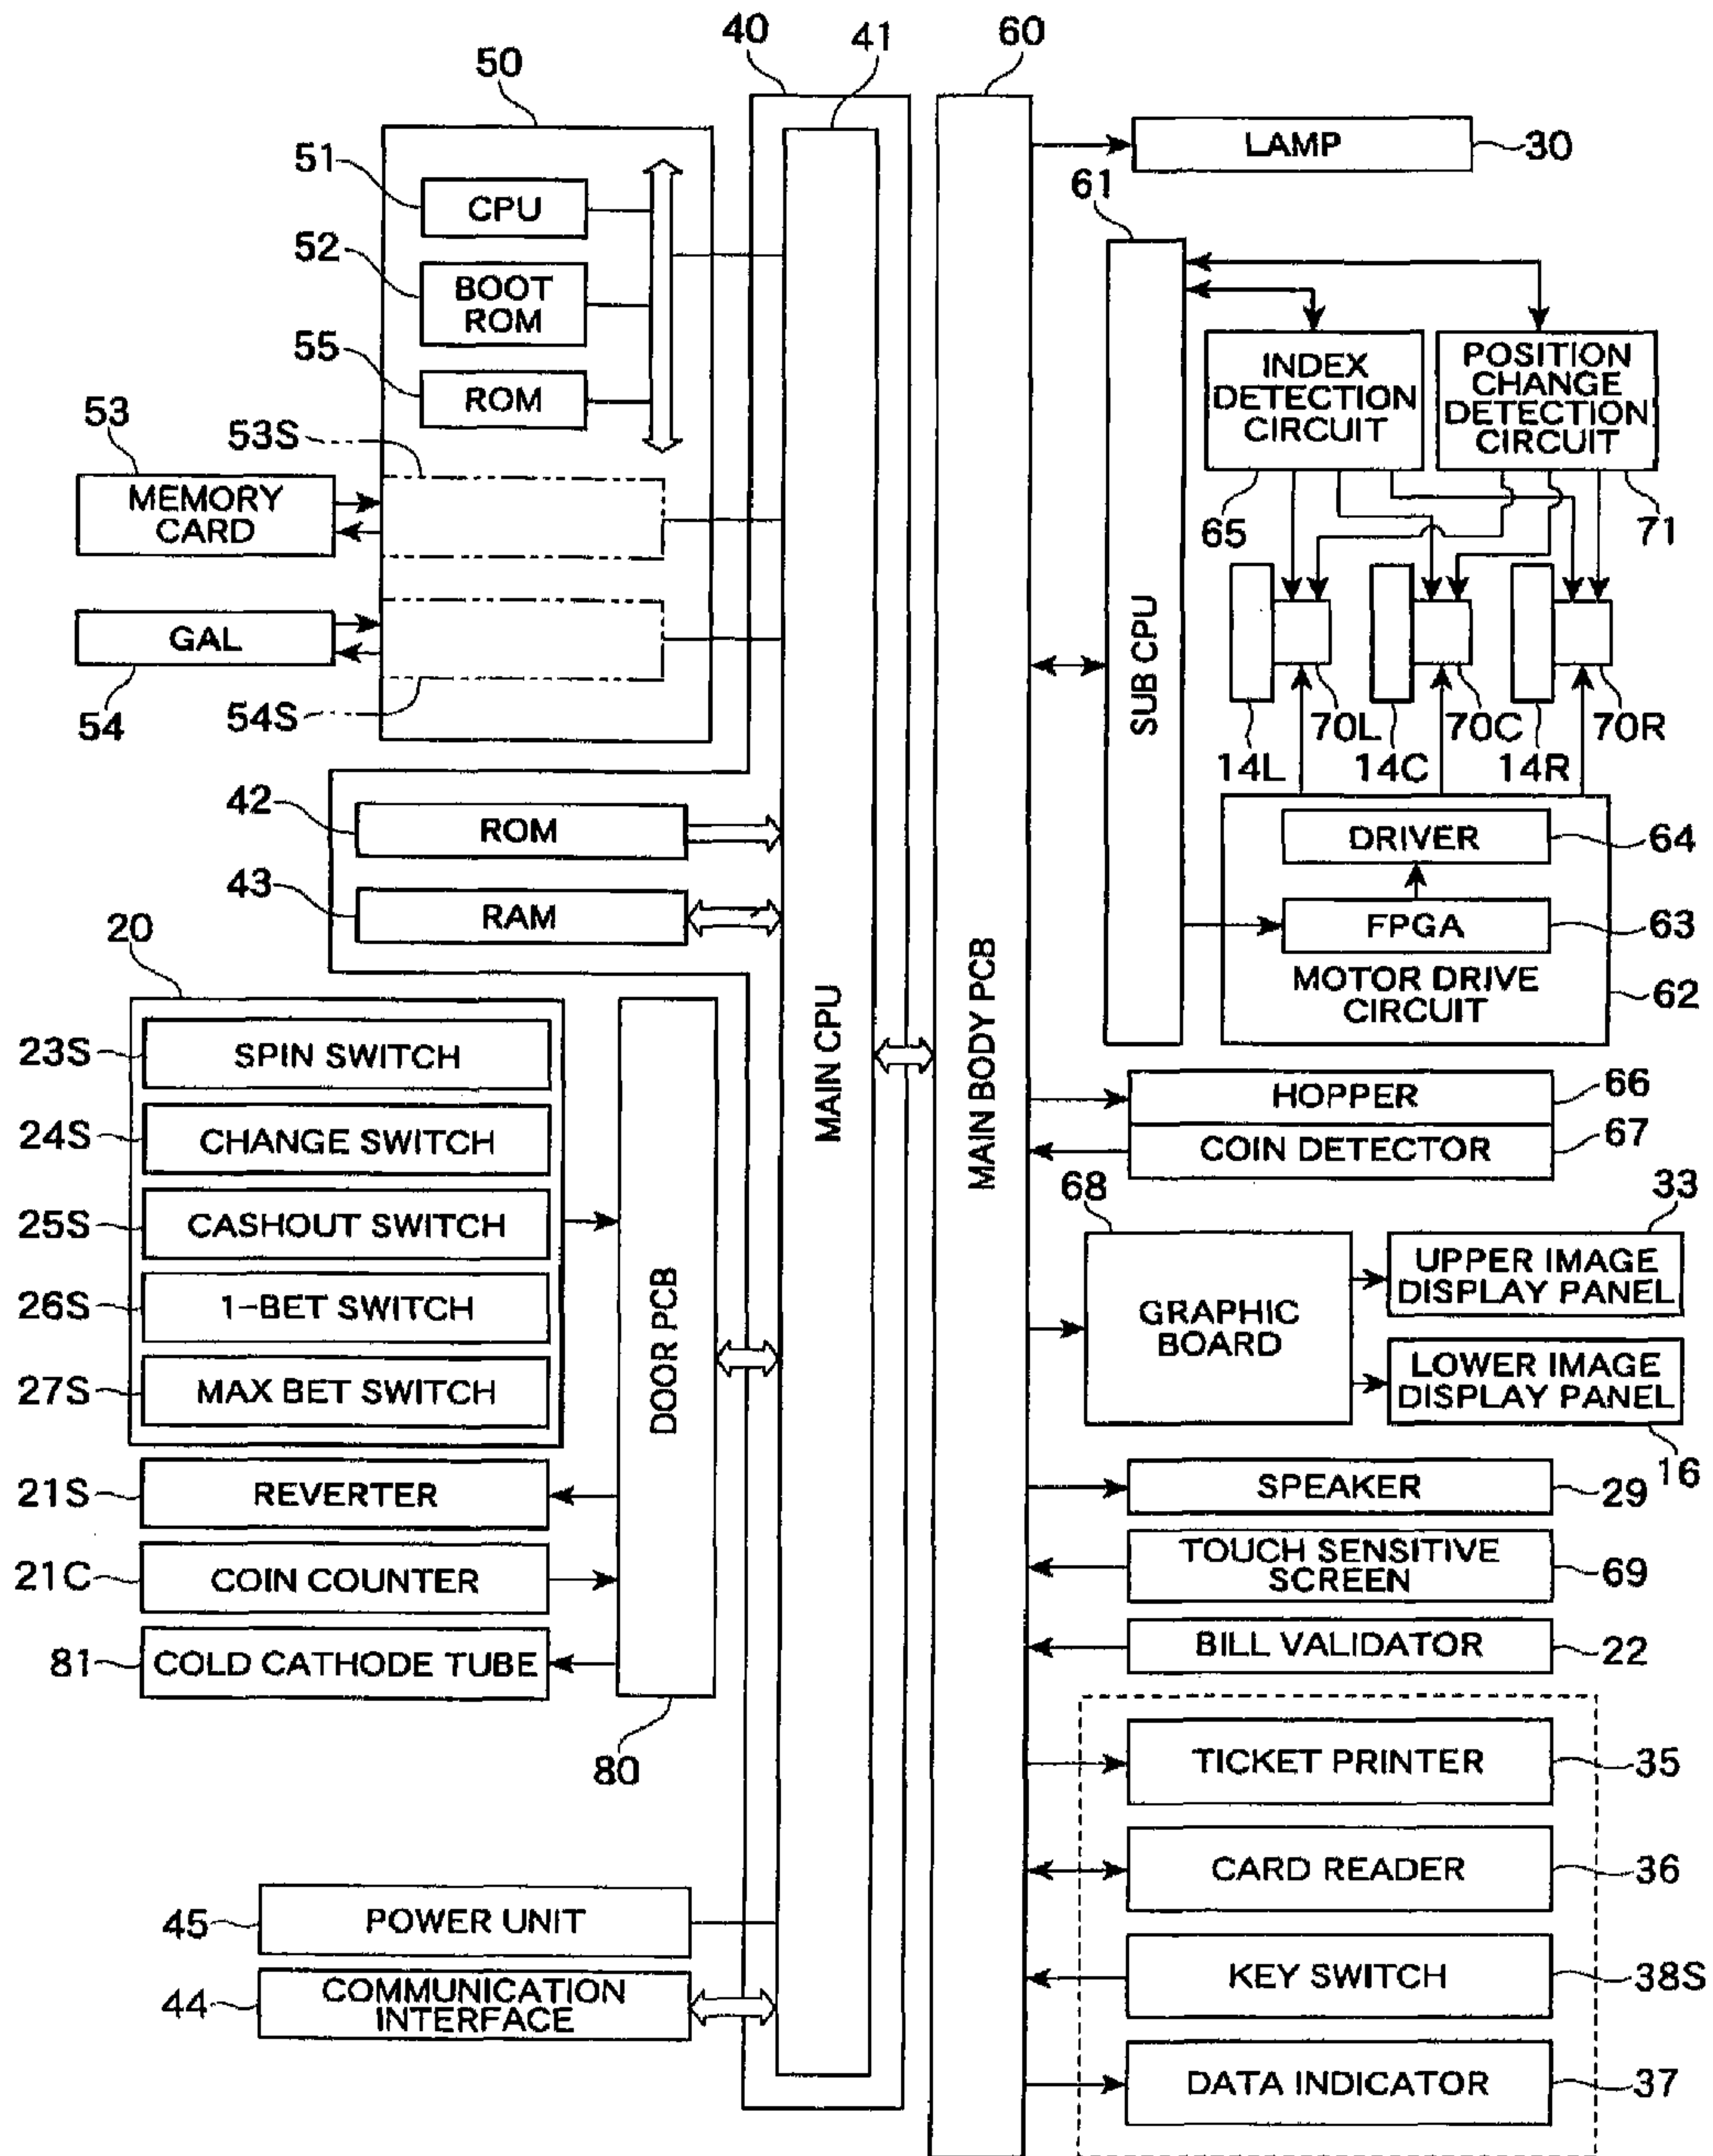 40
41
60
50
51
CPU
52
BOOT
ROM
55
ROM
53
53S
MEMORY
CARD
GAL
54
54S
42
ROM
43
RAM
20
23S
SPIN SWITCH
24S
CHANGE SWITCH
25S
CASHOUT SWITCH
26S
1-BET SWITCH
27S
MAX BET SWITCH
21S
REVERTER
21C
COIN COUNTER
81
COLD CATHODE TUBE
DOOR PCB
80
45
POWER UNIT
44
COMMUNICATION
INTERFACE
MAIN CPU
MAIN BODY PCB
LAMP
30
61
SUB CPU
INDEX
DETECTION
CIRCUIT
POSITION
CHANGE
DETECTION
CIRCUIT
65
71
70L
70C
70R
14L
14C
14R
DRIVER
64
FPGA
63
MOTOR DRIVE
CIRCUIT
62
HOPPER
66
COIN DETECTOR
67
68
33
GRAPHIC
BOARD
UPPER IMAGE
DISPLAY PANEL
LOWER IMAGE
DISPLAY PANEL
16
SPEAKER
29
TOUCH SENSITIVE
SCREEN
69
BILL VALIDATOR
22
TICKET PRINTER
35
CARD READER
36
KEY SWITCH
38S
DATA INDICATOR
37